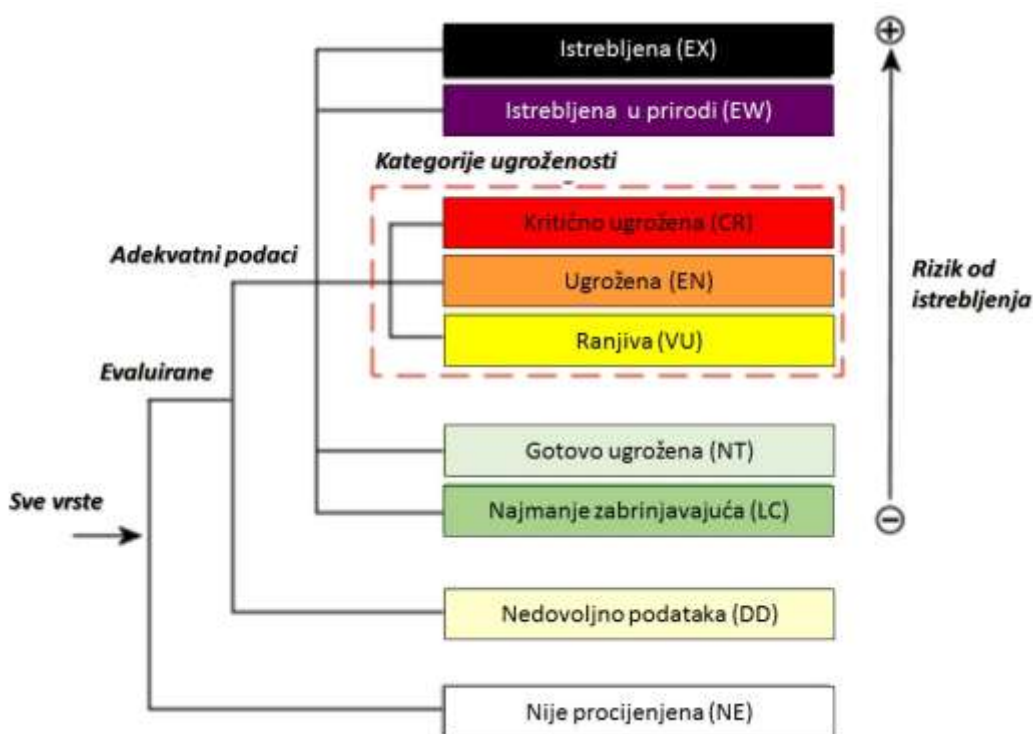 Istrebljena (EX)
Istrebljena u prirodi (EW)
Kategorije ugroženosti
Kritično ugrožena (CR)
Adekvatni podaci
Ugrožena (EN)
Rizik od
istrebljenja
Ranjiva (VU)
Evaluirane
Gotovo ugrožena (NT)
Sve vrste
Najmanje zabrinjavajuća (LC)
Nedovoljno podataka (DD)
Nije procijenjena (NE)